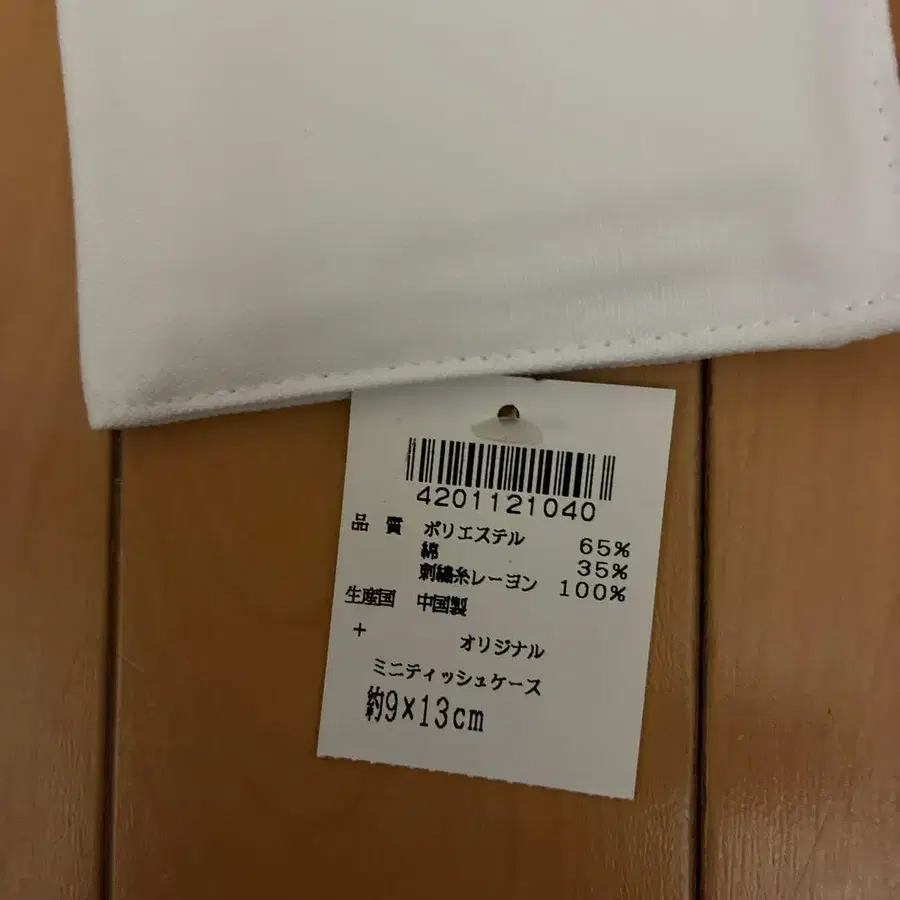 4201121040
品 質 ポリエステル 65%
綿 35%
刺繍糸レーヨン 100%
生産国 中国製
+ オリジナル
ミニティッシュケース
約9×13cm